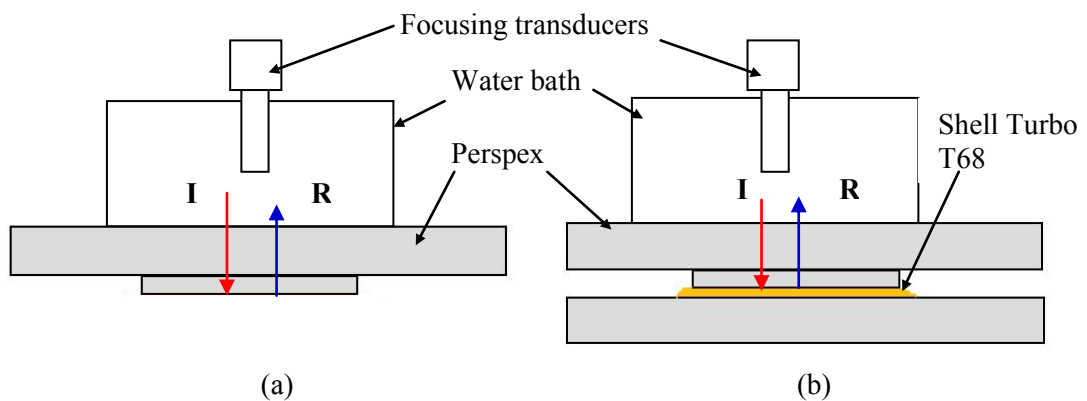 Focusing transducers
Water bath
Shell Turbo
T68
Perspex
I R
I R
(a)
(b)